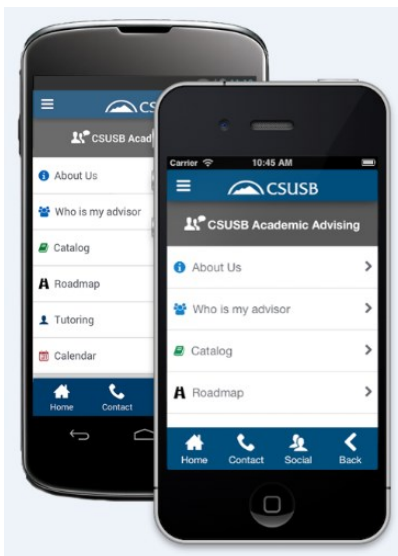 CS
CSUSB Acad
About Us
Who is my advisor
Catalog
Roadmap
Tutoring
Calendar
Home Contact
Carrier 10:45 AM
CSUSB
CSUSB Academic Advising
About Us
Who is my advisor
Catalog
Roadmap
Home Contact Social Back